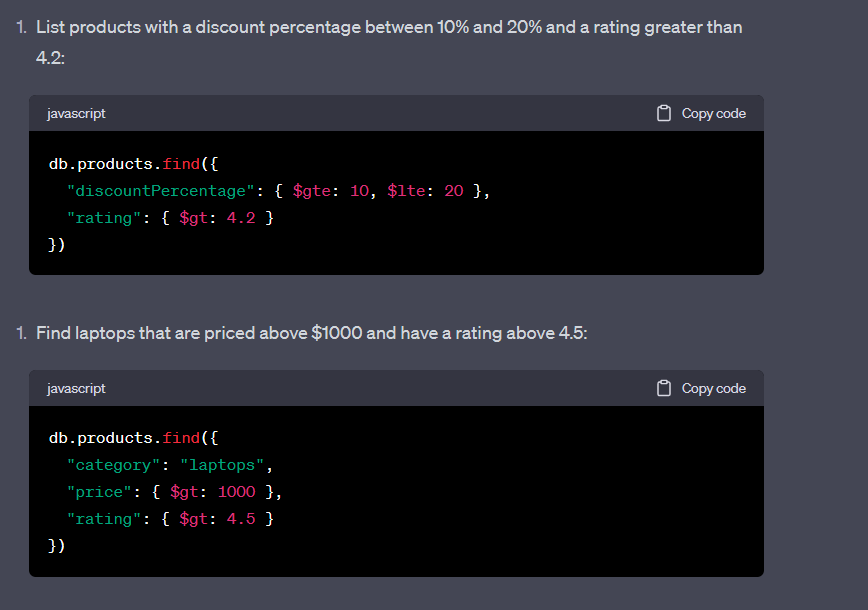 1. List products with a discount percentage between 10% and 20% and a rating greater than
4.2:
javascript
Copy code
db.products.find({
"discountPercentage": { $gte: 10, $lte: 20 },
"rating": { $gt: 4.2 }
})
1. Find laptops that are priced above $1000 and have a rating above 4.5:
javascript
Copy code
db.products.find({
"category": "laptops",
"price": { $gt: 1000 },
"rating": { $gt: 4.5 }
})